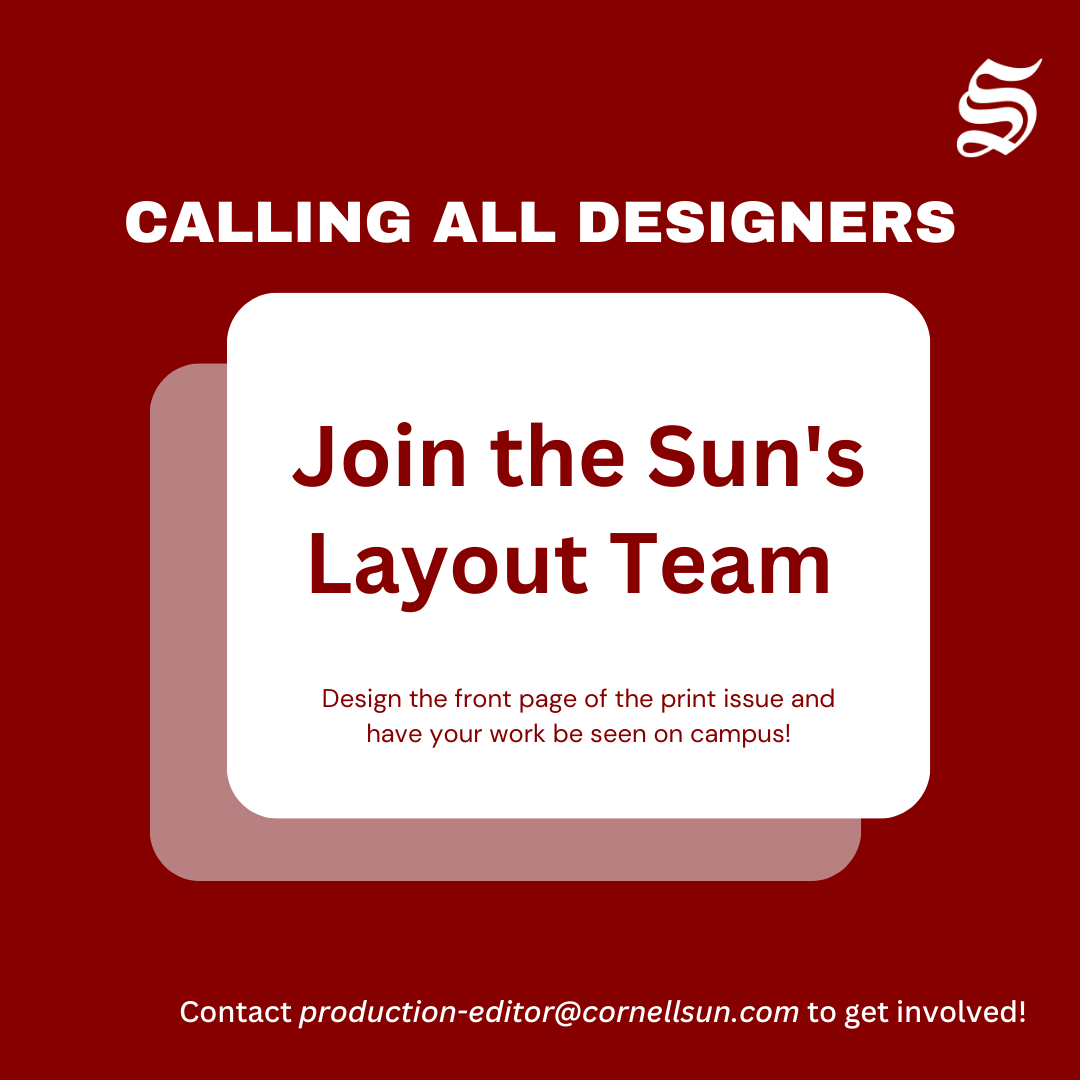 S
CALLING ALL DESIGNERS
Join the Sun's
Layout Team
Design the front page of the print issue and
have your work be seen on campus!
Contact production-editor@cornellsun.com to get involved!